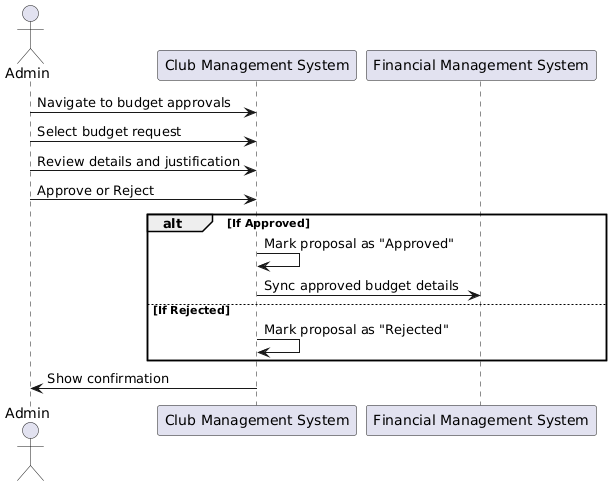 Admin
Club Management System
Financial Management System
Navigate to budget approvals
Select budget request
Review details and justification
Approve or Reject
alt
[If Approved]
Mark proposal as "Approved"
Sync approved budget details
[If Rejected]
Mark proposal as "Rejected"
Show confirmation
Admin
Club Management System
Financial Management System